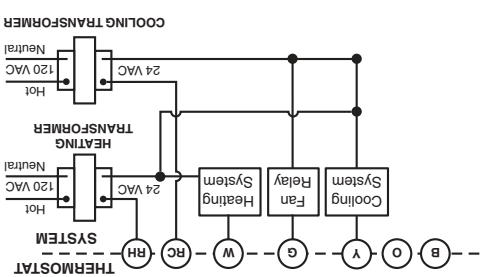 THERMOSTAT
B
O
Y
G
W
RC
RH
SYSTEM
Cooling
System
Fan
Relay
Heating
System
24 VAC
Hot
120 VAC
Neutral
HEATING
TRANSFORMER
24 VAC
Hot
120 VAC
Neutral
COOLING TRANSFORMER